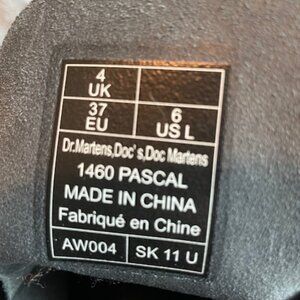 4
UK
37
EU
6
US L
Dr.Martens,Doc's,Doc Martens
1460 PASCAL
MADE IN CHINA
Fabriqué en Chine
AW004
SK 11 U